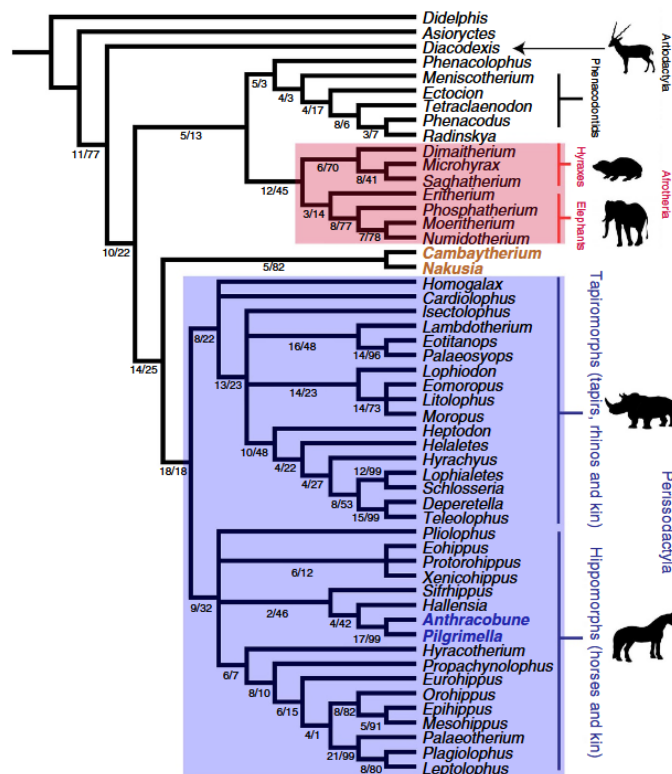 Didelphis
Asioryctes
Diacodexis
Phenacolophus
Meniscotherium
Ectocion
Tetraclaenodon
Phenacodus
Radinskya
Dimaitherium
Microhyrax
Saghatherium
Eritherium
Phosphatherium
Moeritherium
Numidotherium
Cambaytherium
Nakusia
Homogalax
Cardiolophus
Isectolophus
Lambdotherium
Eotitanops
Palaeosyops
Lophiodon
Eomoropus
Litolophus
Moropus
Heptodon
Helaletes
Hyrachyus
Lophialetes
Schlosseria
Deperetella
Teleolophus
Pliolophus
Eohippus
Protorohippus
Xenicohippus
Sifrhippus
Hallensia
Anthracobune
Pilgrimella
Hyracotherium
Propachynolophus
Eurohippus
Orohippus
Epihippus
Mesohippus
Palaeotherium
Plagiolophus
Leptolophus
5/3
4/3
4/17
8/6
3/7
5/13
11/77
6/70
8/41
12/45
3/14
8/77
7/78
10/22
5/82
8/22
16/48
14/96
14/25
13/23
14/23
14/73
10/48
4/22
4/27
12/99
18/18
8/53
15/99
6/12
9/32
2/46
4/42
17/99
6/7
8/10
6/15
8/82
5/91
4/1
21/99
8/80
Artiodactyla
Phenacodontids
Hyraxes
Elephants
Afrotheria
Tapiromorphs (tapirs, rhinos and kin)
Hippomorphs (horses and kin)
Perissodactyla